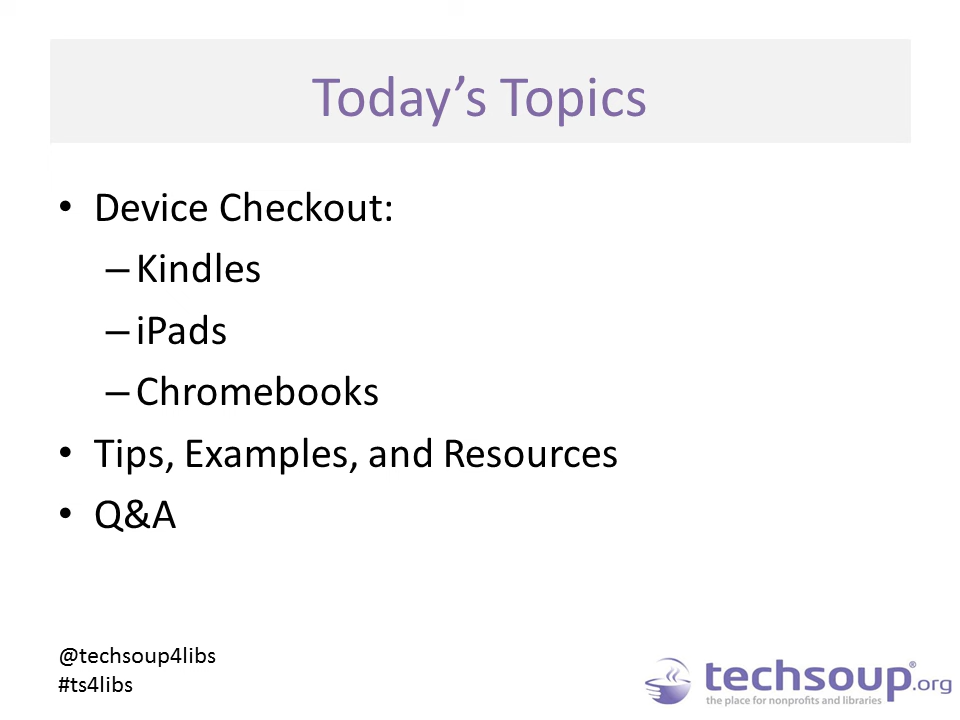 Today’s Topics
• Device Checkout:
– Kindles
– iPads
– Chromebooks
• Tips, Examples, and Resources
• Q&A
@techsoup4libs
#ts4libs
techsoup®.org
the place for nonprofits and libraries